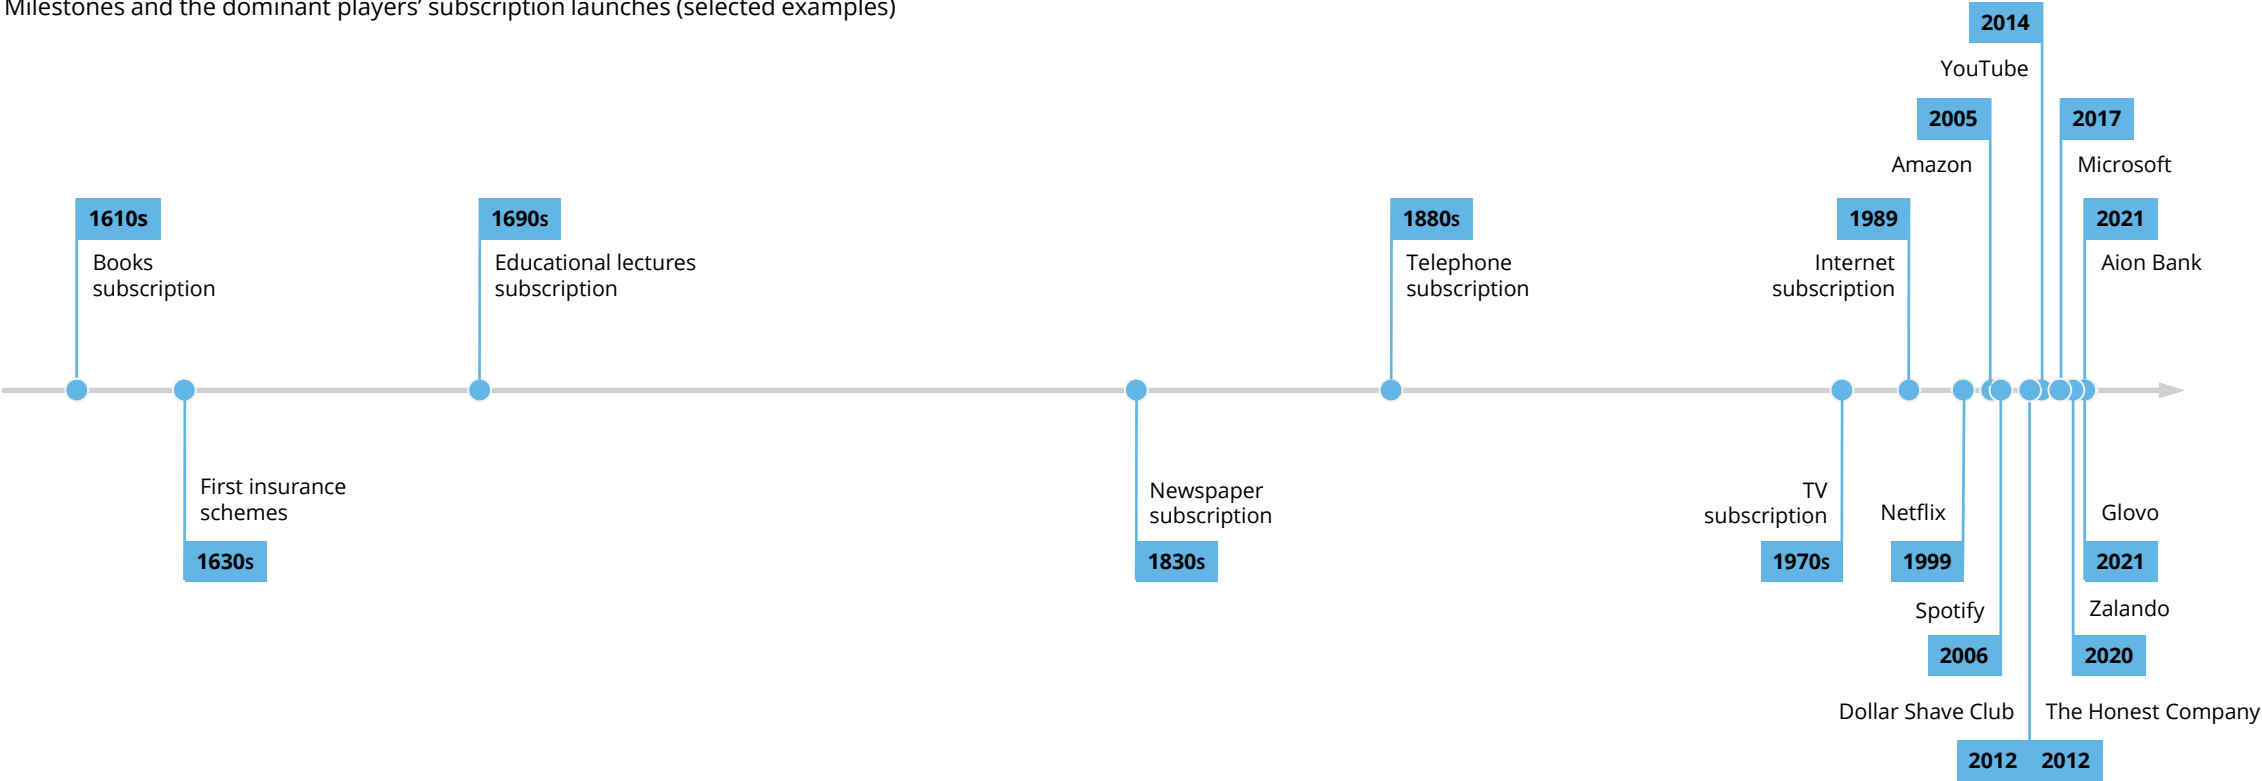 Milestones and the dominant players’ subscription launches (selected examples)
2014
YouTube
2005
Amazon
2017
Microsoft
1610s
Books
subscription
1690s
Educational lectures
subscription
1880s
Telephone
subscription
1989
Internet
subscription
2021
Aion Bank
First insurance
schemes
1630s
Newspaper
subscription
1830s
TV
subscription
1970s
Netflix
1999
Glovo
2021
Spotify
2006
Zalando
2020
Dollar Shave Club
2012
The Honest Company
2012